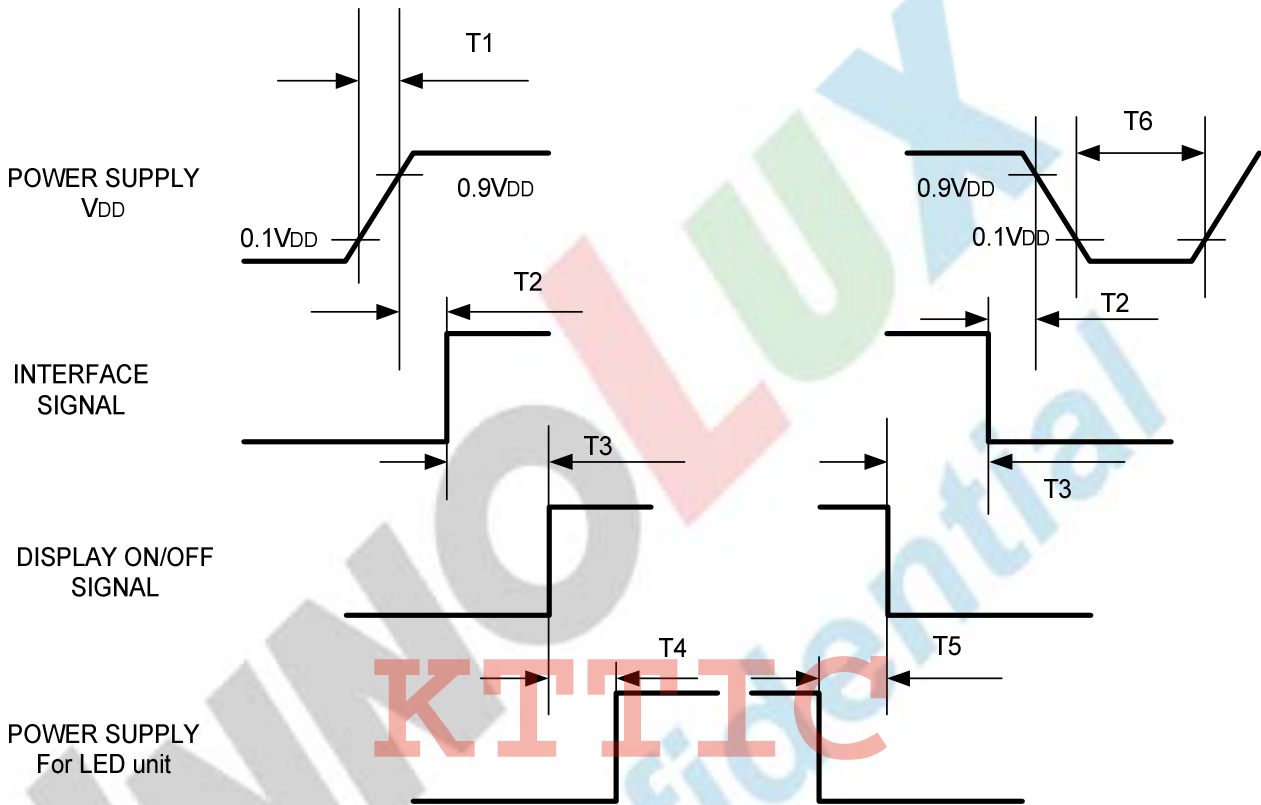 T1
T6
POWER SUPPLY
VDD
0.9VDD
0.9VDD
0.1VDD
0.1VDD
T2
T2
INTERFACE
SIGNAL
T3
T3
DISPLAY ON/OFF
SIGNAL
T4
T5
POWER SUPPLY
For LED unit
KTTIC
INNOLUX
Confidential